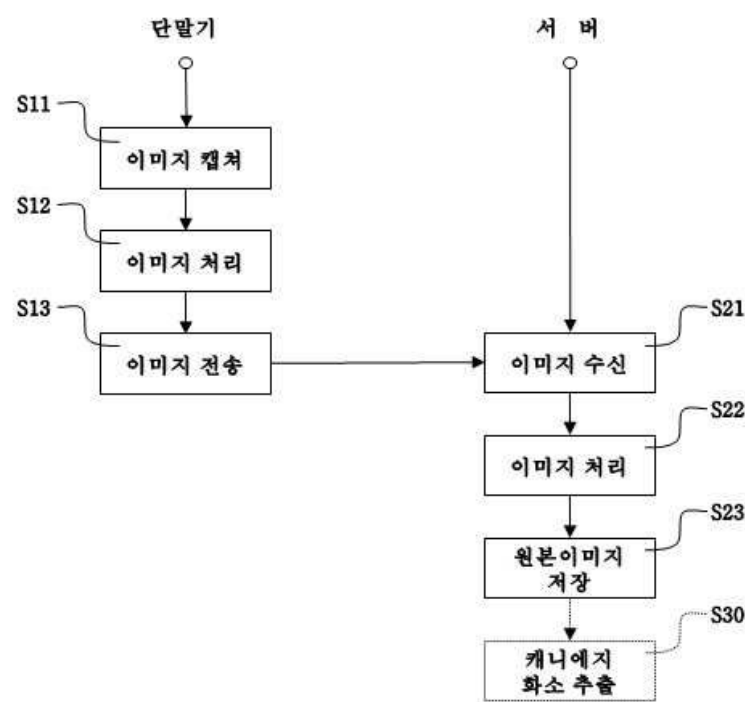 단말기
서 버
S11
이미지 캡쳐
S12
이미지 처리
S13
이미지 전송
S21
이미지 수신
S22
이미지 처리
S23
원본이미지
저장
S30
캐니에지
화소 추출